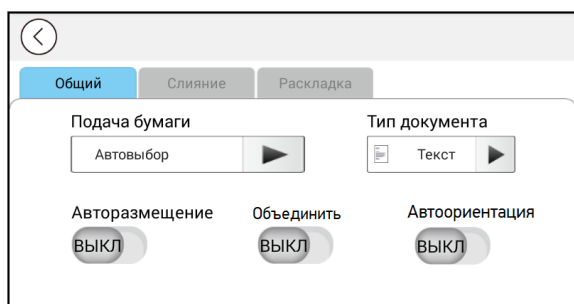 Общий Слияние Раскладка
Подача бумаги Тип документа
Автовыбор Текст
Авторазмещение Объединить Автоориентация
ВЫКЛ ВЫКЛ ВЫКЛ